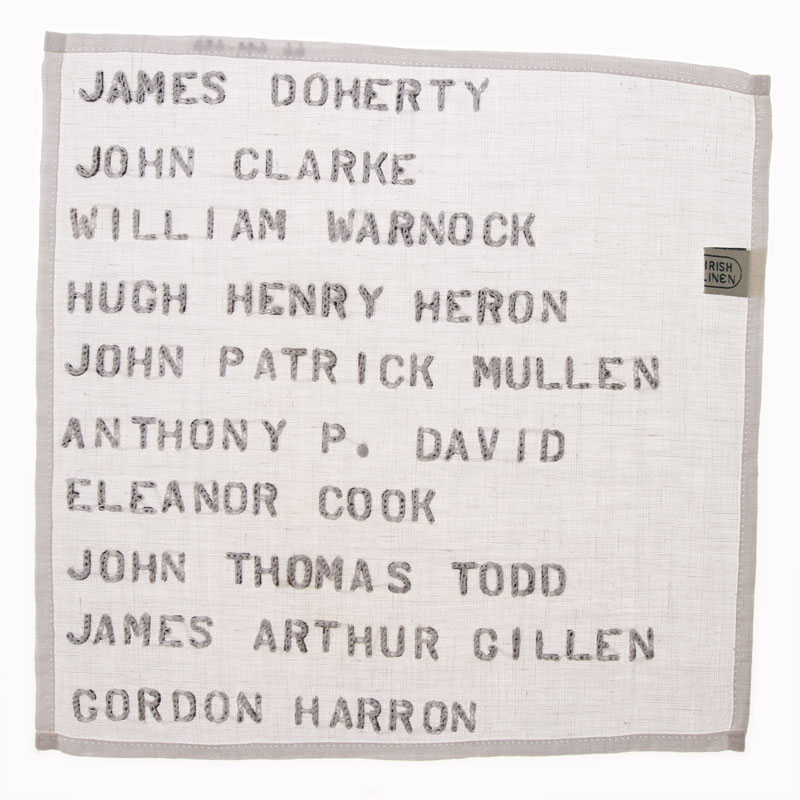 JAMES DOHERTY
JOHN CLARKE
WILLIAM WARNOCK
IRISH
LINEN
HUGH HENRY HERON
JOHN PATRICK MULLEN
ANTHONY P. DAVID
ELEANOR COOK
JOHN THOMAS TODD
JAMES ARTHUR GILLEN
GORDON HARRON